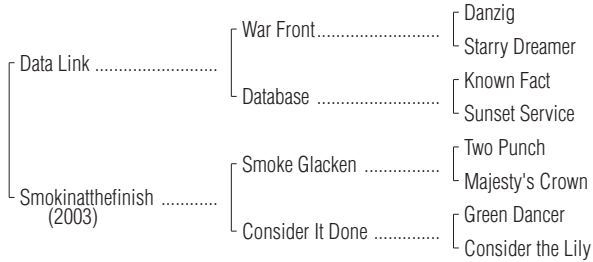 Danzig
War Front..........................
Starry Dreamer
Data Link ..........................
Known Fact
Database ..........................
Sunset Service
Two Punch
Smoke Glacken ................
Majesty's Crown
Smokinatthefinish ............
(2003)
Green Dancer
Consider It Done ..............
Consider the Lily